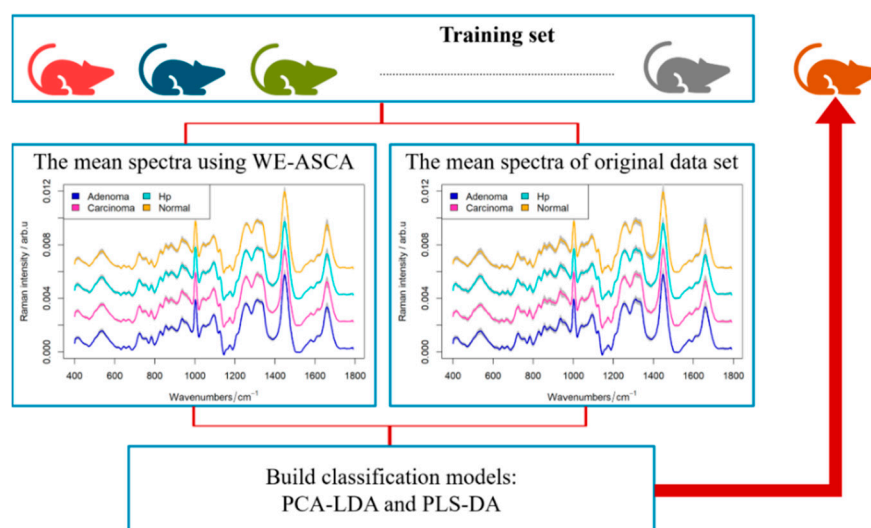 Training set
The mean spectra using WE-ASCA
The mean spectra of original data set
0.012
0.008
0.004
0.000
Raman intensity / arb.u
Adenoma
Hp
Carcinoma
Normal
400 600 800 1000 1200 1400 1600 1800
Wavenumbers/cm⁻¹
0.012
0.008
0.004
0.000
Raman intensity / arb.u
Adenoma
Hp
Carcinoma
Normal
400 600 800 1000 1200 1400 1600 1800
Wavenumbers/cm⁻¹
Build classification models:
PCA-LDA and PLS-DA